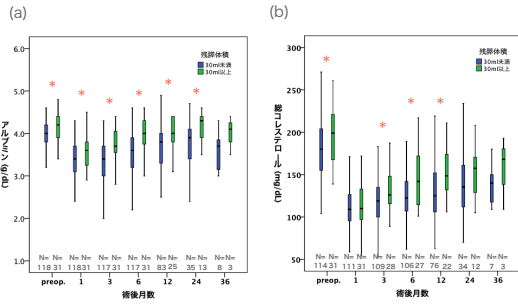 (a)
アルブミン (g/dL)
6.0
5.0
4.0
3.0
2.0
1.0
残膵体積
30ml未満
30ml以上
* * * * *
N= N= N= N= N= N= N= N= N= N= N= N= N= N=
118 31 118 31 117 31 117 31 83 25 35 13 8 3
preop. 1 3 6 12 24 36
術後月数
(b)
総コレステロール (mg/dL)
300
250
200
150
100
50
残膵体積
30ml未満
30ml以上
* * * *
N= N= N= N= N= N= N= N= N= N= N= N= N= N=
114 31 111 31 109 28 106 27 76 22 34 12 7 3
preop. 1 3 6 12 24 36
術後月数